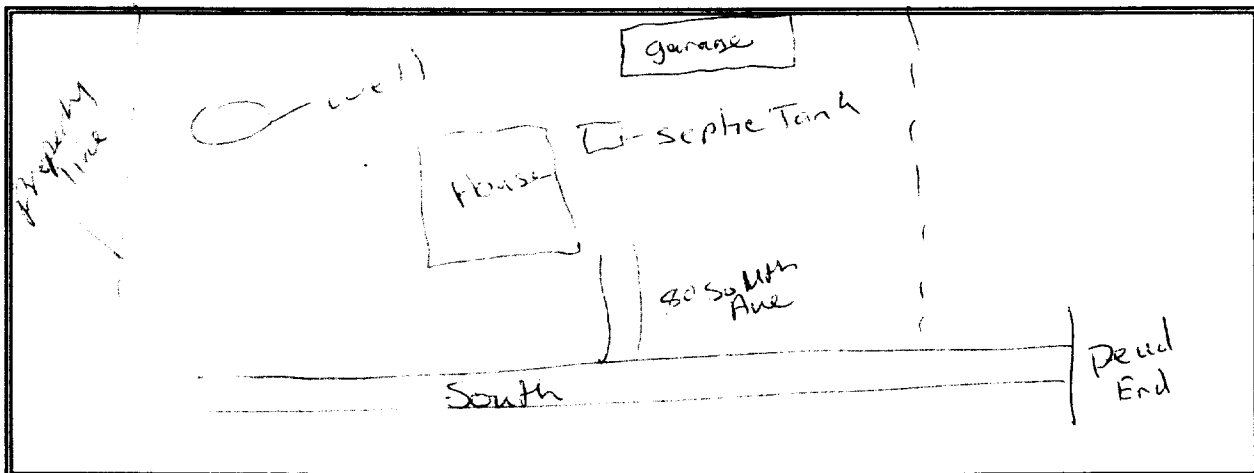 garage
well
Septic Tank
Property
line
House
80 South
Ave
South
Dead
End